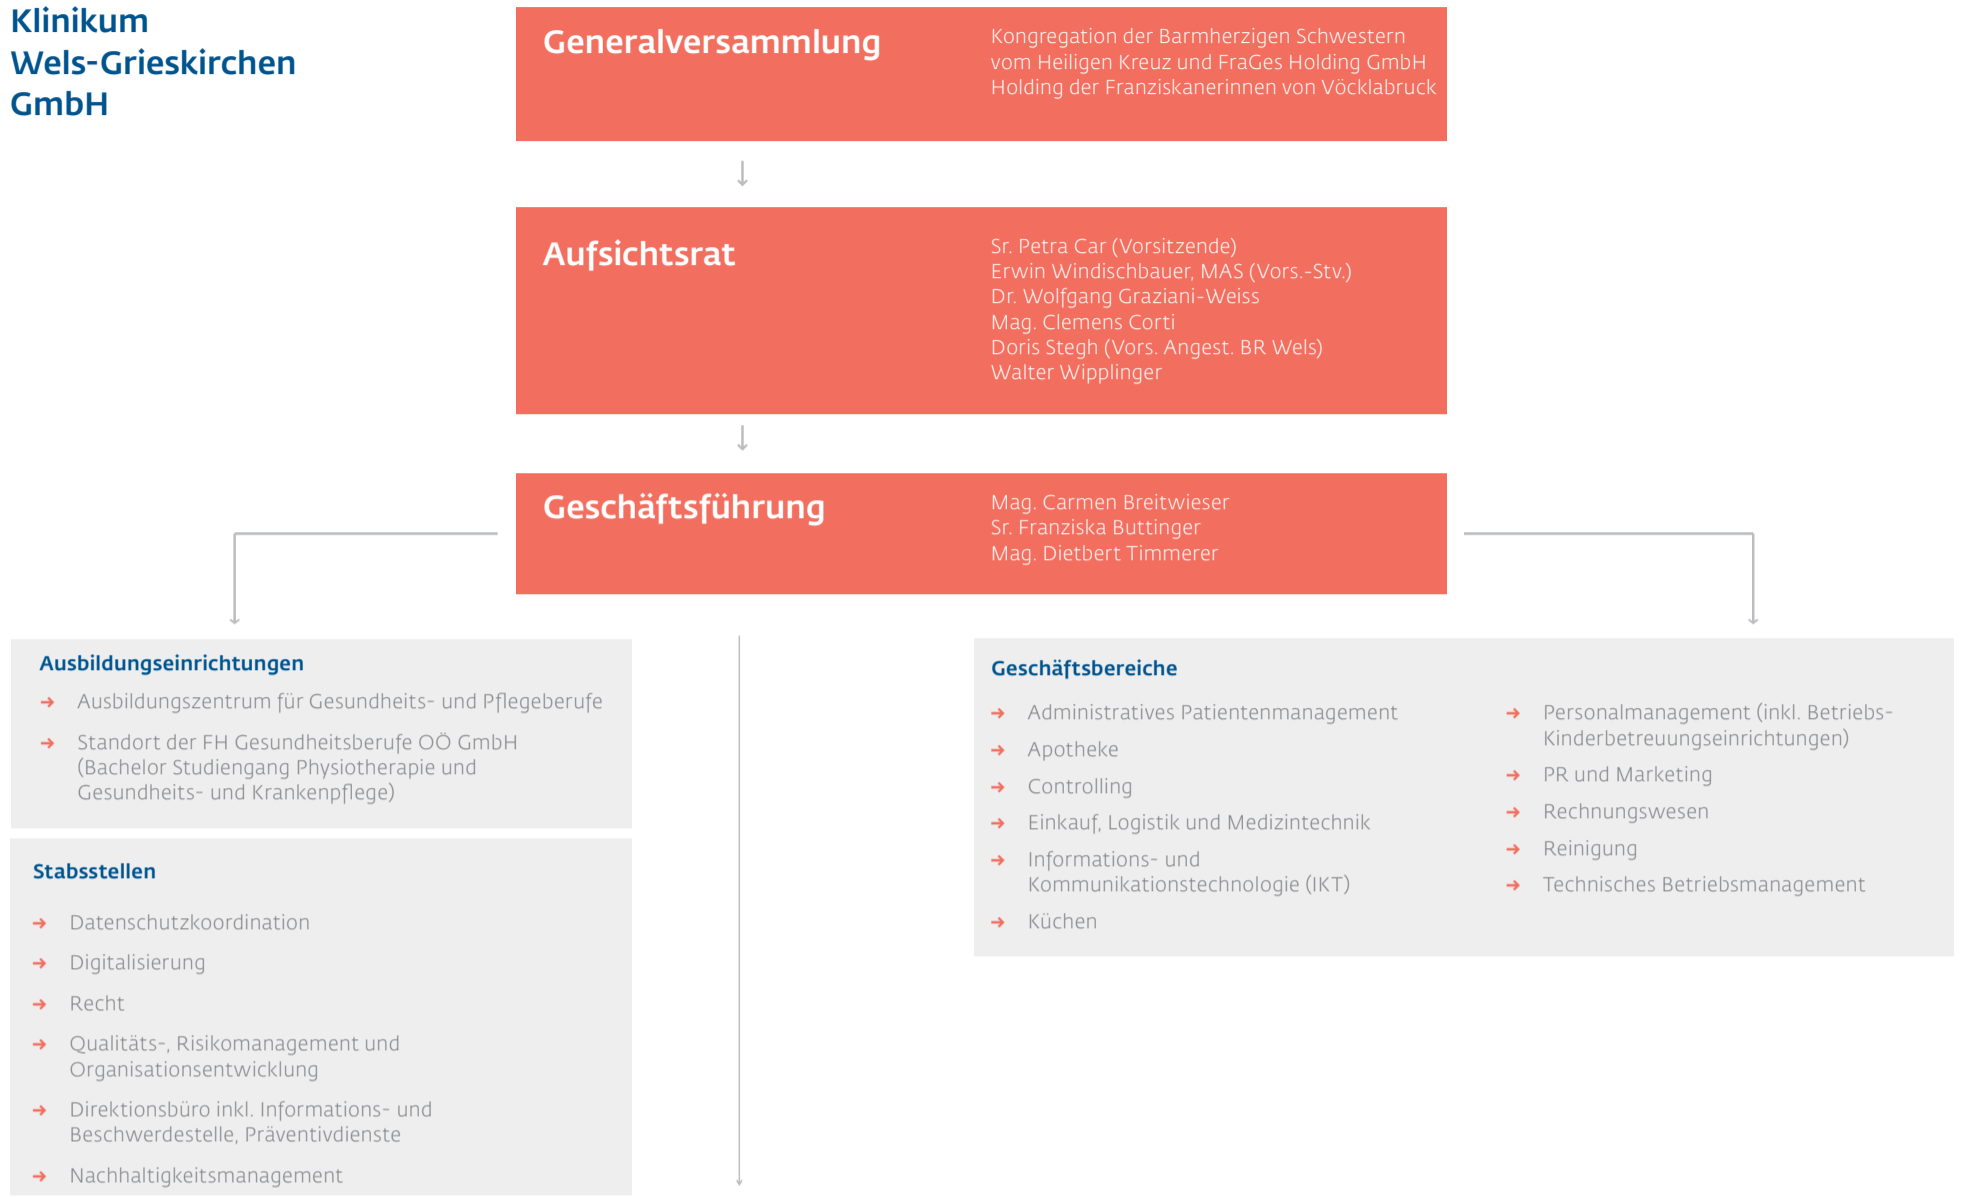 Klinikum
Wels-Grieskirchen
GmbH
Generalversammlung
Kongregation der Barmherzigen Schwestern
vom Heiligen Kreuz und FraGes Holding GmbH
Holding der Franziskanerinnen von Vöcklabruck
Aufsichtsrat
Sr. Petra Car (Vorsitzende)
Erwin Windischbauer, MAS (Vors.-Stv.)
Dr. Wolfgang Graziani-Weiss
Mag. Clemens Corti
Doris Stegh (Vors. Angest. BR Wels)
Walter Wipplinger
Geschäftsführung
Mag. Carmen Breitwieser
Sr. Franziska Buttinger
Mag. Dietbert Timmerer
Ausbildungseinrichtungen
Ausbildungszentrum für Gesundheits- und Pflegeberufe
Standort der FH Gesundheitsberufe OÖ GmbH
(Bachelor Studiengang Physiotherapie und
Gesundheits- und Krankenpflege)
Stabsstellen
Datenschutzkoordination
Digitalisierung
Recht
Qualitäts-, Risikomanagement und
Organisationsentwicklung
Direktionsbüro inkl. Informations- und
Beschwerdestelle, Präventivdienste
Nachhaltigkeitsmanagement
Geschäftsbereiche
Administratives Patientenmanagement
Apotheke
Controlling
Einkauf, Logistik und Medizintechnik
Informations- und
Kommunikationstechnologie (IKT)
Küchen
Personalmanagement (inkl. Betriebs-
Kinderbetreuungseinrichtungen)
PR und Marketing
Rechnungswesen
Reinigung
Technisches Betriebsmanagement